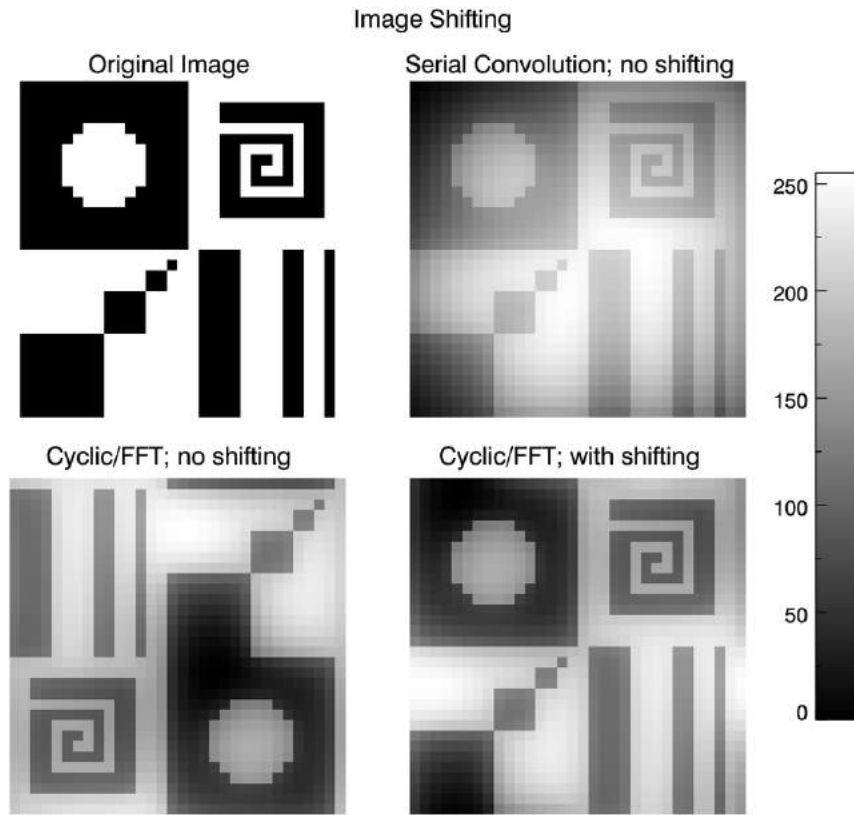 Image Shifting
Original Image
Serial Convolution; no shifting
250
200
150
100
50
0
Cyclic/FFT; no shifting
Cyclic/FFT; with shifting